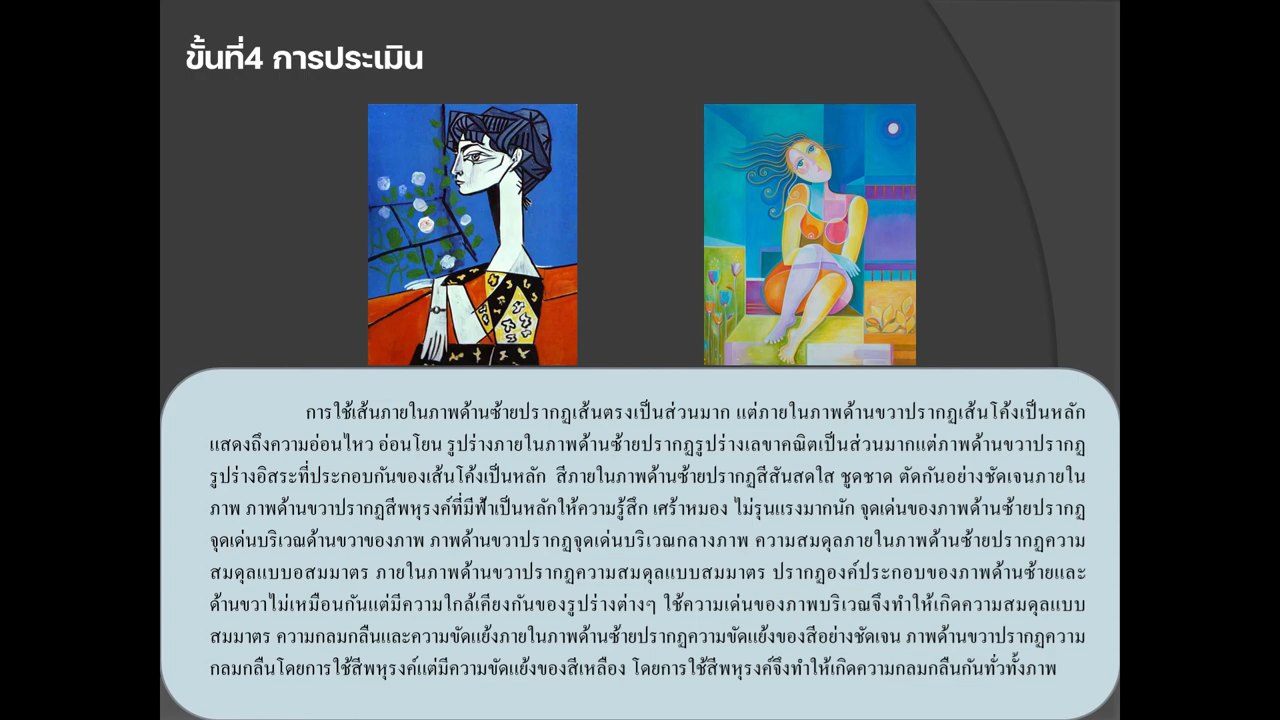 ขั้นที่4 การประเมิน
การใช้เส้นภายในภาพด้านซ้ายปรากฏเส้นตรงเป็นส่วนมาก แต่ภายในภาพด้านขวาปรากฏเส้นโค้งเป็นหลัก
แสดงถึงความอ่อนไหว อ่อนโยน รูปร่างภายในภาพด้านซ้ายปรากฏรูปร่างเลขาคณิตเป็นส่วนมากแต่ภาพด้านขวาปรากฏ
รูปร่างอิสระที่ประกอบกันของเส้นโค้งเป็นหลัก สีภายในภาพด้านซ้ายปรากฏสีสันสดใส ชูดชาด ตัดกันอย่างชัดเจนภายใน
ภาพ ภาพด้านขวาปรากฏสีพหุรงค์ที่มีฟ้าเป็นหลักให้ความรู้สึก เศร้าหมอง ไม่รุนแรงมากนัก จุดเด่นของภาพด้านซ้ายปรากฏ
จุดเด่นบริเวณด้านขวาของภาพ ภาพด้านขวาปรากฏจุดเด่นบริเวณกลางภาพ ความสมดุลภายในภาพด้านซ้ายปรากฏความ
สมดุลแบบอสมมาตร ภายในภาพด้านขวาปรากฏความสมดุลแบบสมมาตร ปรากฏองค์ประกอบของภาพด้านซ้ายและ
ด้านขวาไม่เหมือนกันแต่มีความใกล้เคียงกันของรูปร่างต่างๆ ใช้ความเด่นของภาพบริเวณจึงทำให้เกิดความสมดุลแบบ
สมมาตร ความกลมกลืนและความขัดแย้งภายในภาพด้านซ้ายปรากฏความขัดแย้งของสีอย่างชัดเจน ภาพด้านขวาปรากฏความ
กลมกลืนโดยการใช้สีพหุรงค์แต่มีความขัดแย้งของสีเหลือง โดยการใช้สีพหุรงค์จึงทำให้เกิดความกลมกลืนกันทั่วทั้งภาพ